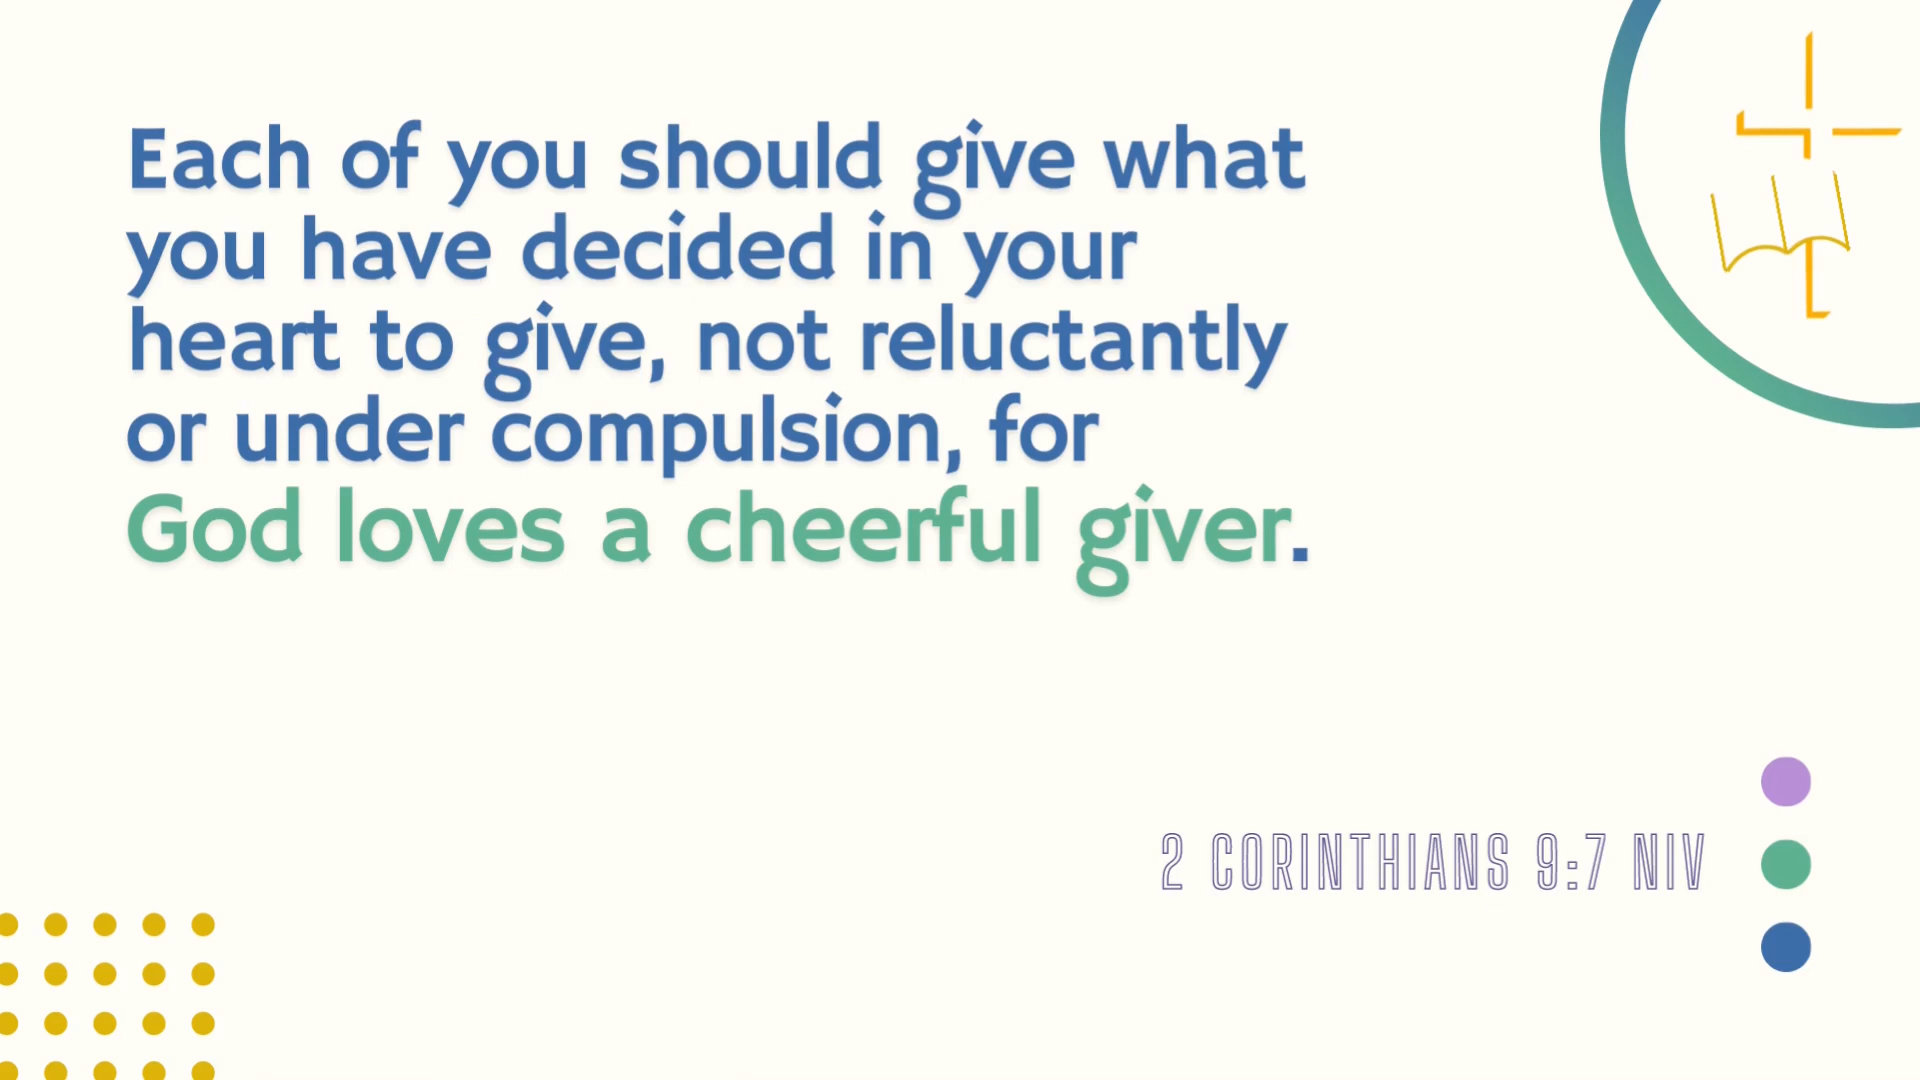 Each of you should give what
you have decided in your
heart to give, not reluctantly
or under compulsion, for
God loves a cheerful giver.
2 CORINTHIANS 9:7 NIV